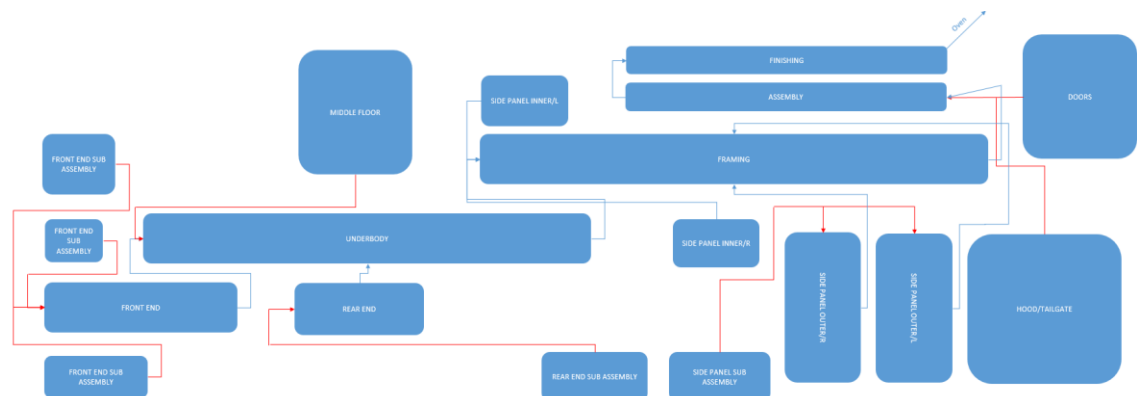 Oven
FINISHING
MIDDLE FLOOR
SIDE PANEL INNER/L
ASSEMBLY
DOORS
FRONT END SUB
ASSEMBLY
FRAMING
FRONT END
SUB
ASSEMBLY
UNDERBODY
SIDE PANEL INNER/R
SIDE PANEL OUTER/R
SIDE PANEL OUTER/L
FRONT END
REAR END
HOOD/TAILGATE
FRONT END SUB
ASSEMBLY
REAR END SUB ASSEMBLY
SIDE PANEL SUB
ASSEMBLY